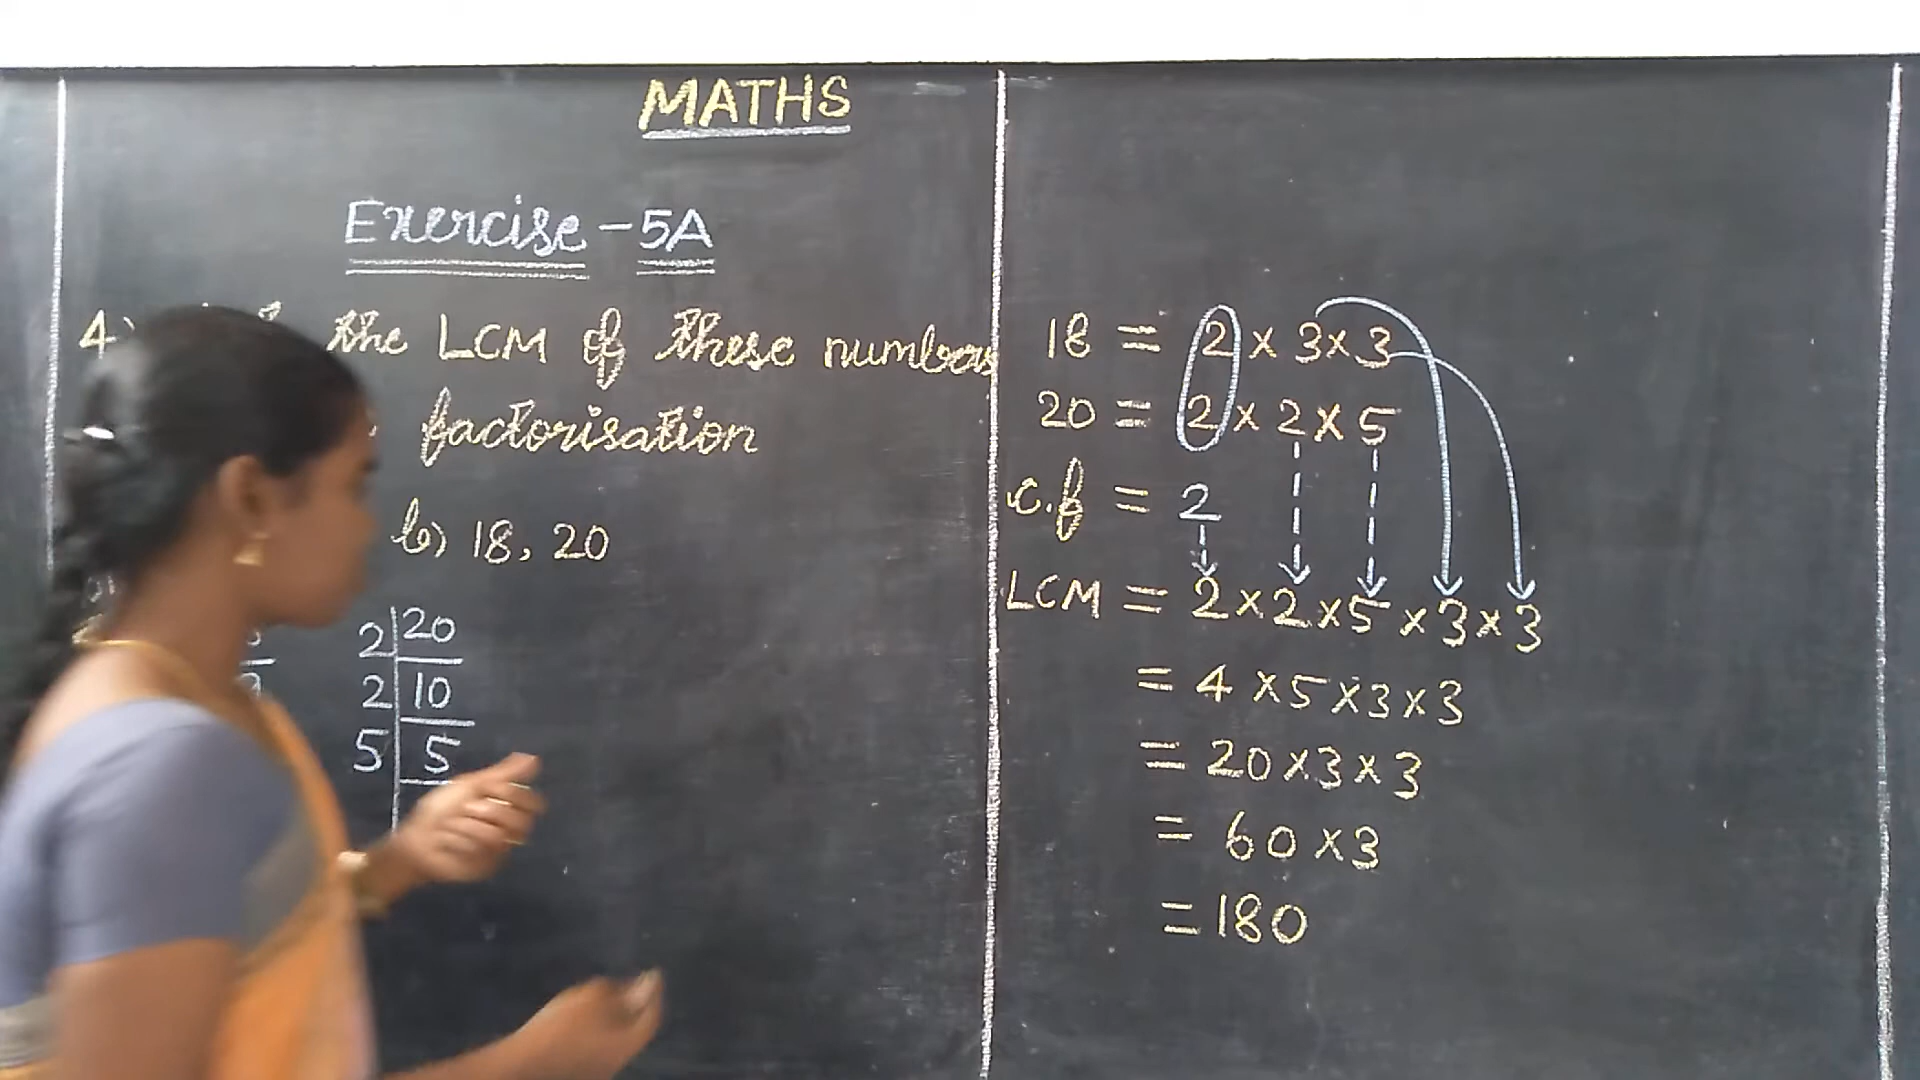 MATHS
Exercise - 5A
4) the LCM of these numbers
factorisation
b) 18, 20
2 | 20
2 | 10
5 | 5
18 = 2 × 3 × 3
20 = 2 × 2 × 5
c.f = 2
LCM = 2 × 2 × 5 × 3 × 3
= 4 × 5 × 3 × 3
= 20 × 3 × 3
= 60 × 3
= 180